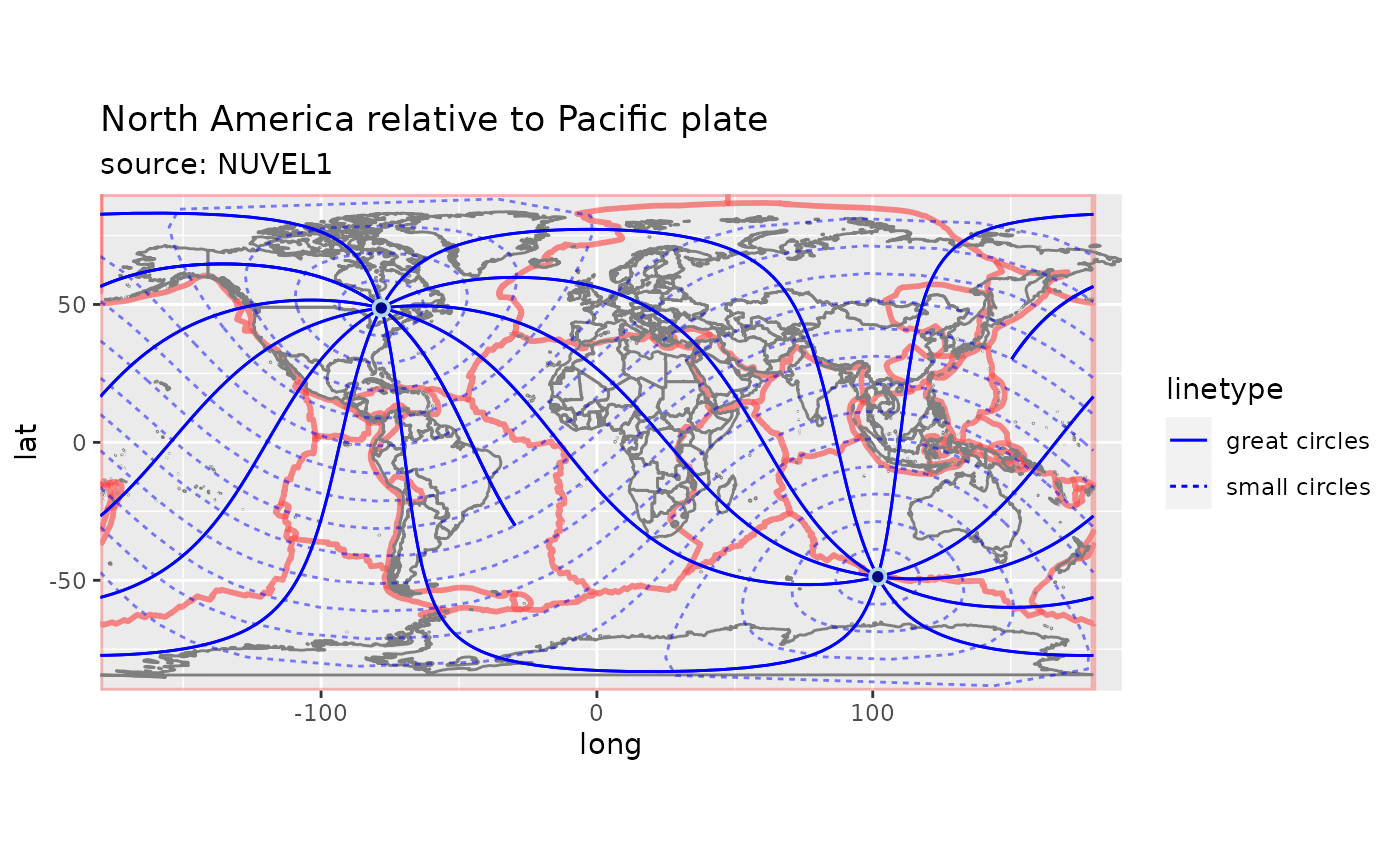 North America relative to Pacific plate
source: NUVEL1
lat
50
0
-50
-100
0
100
long
linetype
great circles
small circles